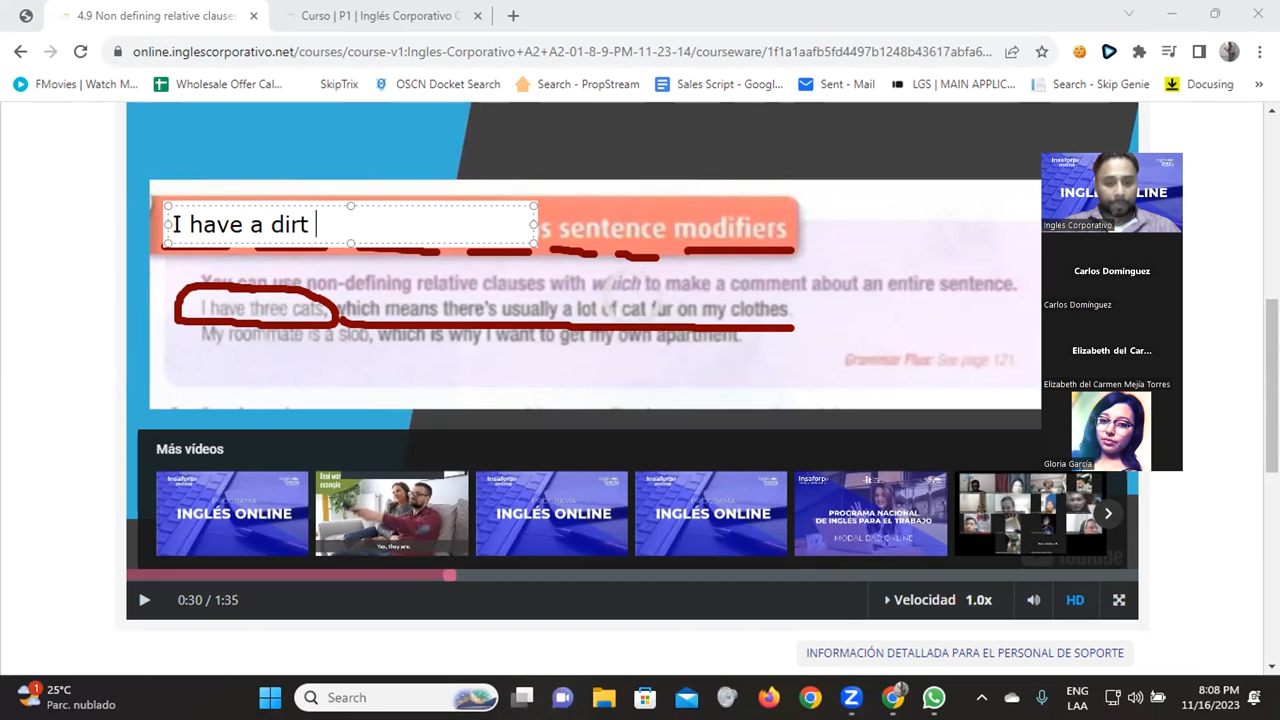 4.9 Non defining relative clauses
Curso | P1 | Inglés Corporativo C
online.inglescorporativo.net/courses/course-v1:Ingles-Corporativo+A2+A2-01-8-9-PM-11-23-14/courseware/1f1a1aafb5fd4497b1248b43617abfa6...
FMovies | Watch M...
Wholesale Offer Cal...
SkipTrix
OSCN Docket Search
Search - PropStream
Sales Script - Googl...
Sent - Mail
LGS | MAIN APPLIC...
Search - Skip Genie
Docusing
»
I have a dirt
s sentence modifiers
You can use non-defining relative clauses with which to make a comment about an entire sentence.
I have three cats, which means there's usually a lot of cat fur on my clothes.
My roommate is a slob, which is why I want to get my own apartment.
Grammar Plus: See page 121.
Ingles Corporativo
Carlos Domínguez
Carlos Domínguez
Elizabeth del Car...
Elizabeth del Carmen Mejía Torres
Gloria García
Más vídeos
INGLÉS ONLINE
Yes, they are.
INGLÉS ONLINE
INGLÉS ONLINE
PROGRAMA NACIONAL
DE INGLÉS PARA EL TRABAJO
MODALIDAD ONLINE
0:30 / 1:35
Velocidad 1.0x
HD
INFORMACIÓN DETALLADA PARA EL PERSONAL DE SOPORTE
1
25°C
Parc. nublado
Search
ENG
LAA
8:08 PM
11/16/2023